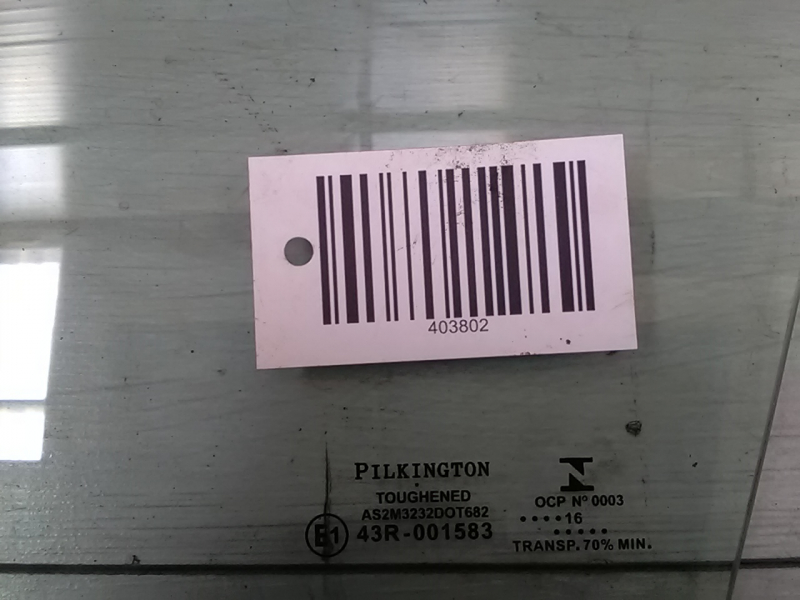 403802
PILKINGTON
TOUGHENED
AS2M3232DOT682
E1 43R-001583
N
OCP Nº 0003
••••16
•••••
TRANSP. 70% MIN.